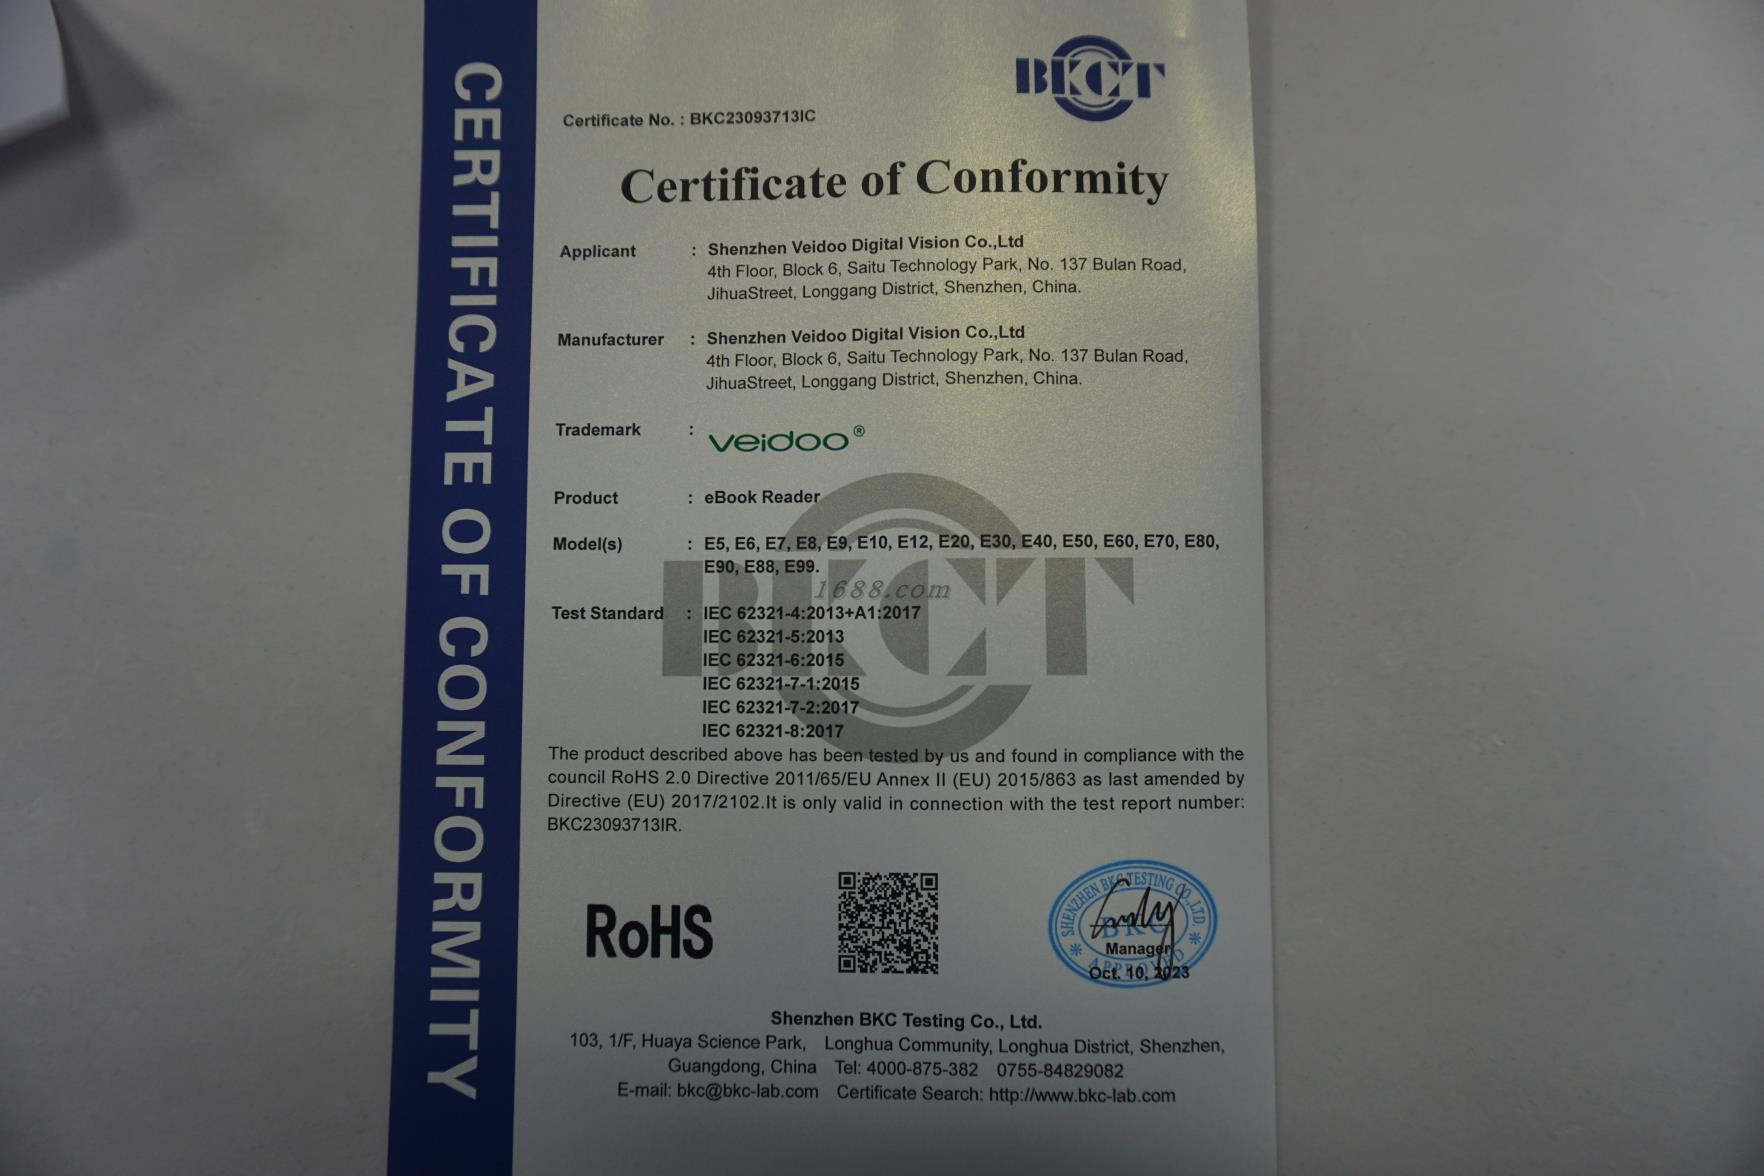 CERTIFICATE OF CONFORMITY
BKCT
Certificate No. : BKC23093713IC
Certificate of Conformity
Applicant : Shenzhen Veidoo Digital Vision Co.,Ltd
4th Floor, Block 6, Saitu Technology Park, No. 137 Bulan Road,
JihuaStreet, Longgang District, Shenzhen, China.
Manufacturer : Shenzhen Veidoo Digital Vision Co.,Ltd
4th Floor, Block 6, Saitu Technology Park, No. 137 Bulan Road,
JihuaStreet, Longgang District, Shenzhen, China.
Trademark : veidoo®
Product : eBook Reader
Model(s) : E5, E6, E7, E8, E9, E10, E12, E20, E30, E40, E50, E60, E70, E80,
E90, E88, E99.
BKCT
1688.com
Test Standard : IEC 62321-4:2013+A1:2017
IEC 62321-5:2013
IEC 62321-6:2015
IEC 62321-7-1:2015
IEC 62321-7-2:2017
IEC 62321-8:2017
The product described above has been tested by us and found in compliance with the
council RoHS 2.0 Directive 2011/65/EU Annex II (EU) 2015/863 as last amended by
Directive (EU) 2017/2102.It is only valid in connection with the test report number:
BKC23093713IR.
RoHS
SHENZHEN BKC TESTING CO., LTD.
BKC
Manager
APPROVED
Oct. 10, 2023
Shenzhen BKC Testing Co., Ltd.
103, 1/F, Huaya Science Park, Longhua Community, Longhua District, Shenzhen,
Guangdong, China Tel: 4000-875-382 0755-84829082
E-mail: bkc@bkc-lab.com Certificate Search: http://www.bkc-lab.com